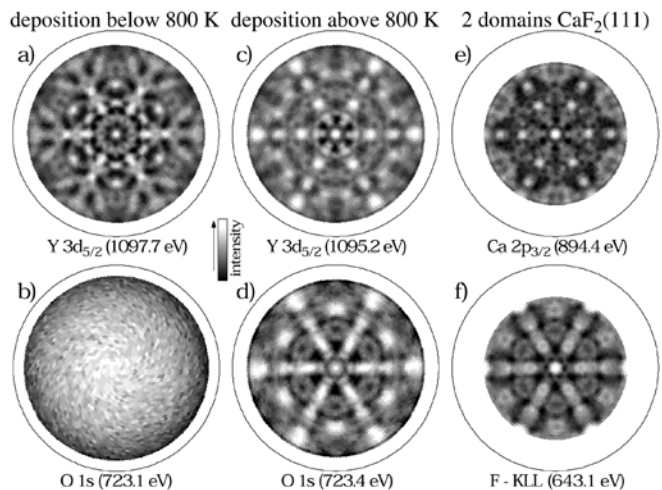 deposition below 800 K deposition above 800 K 2 domains CaF₂(111)
a) c) e)
Y 3d₅/₂ (1097.7 eV) Y 3d₅/₂ (1095.2 eV) Ca 2p₃/₂ (894.4 eV)
intensity
b) d) f)
O 1s (723.1 eV) O 1s (723.4 eV) F - KLL (643.1 eV)